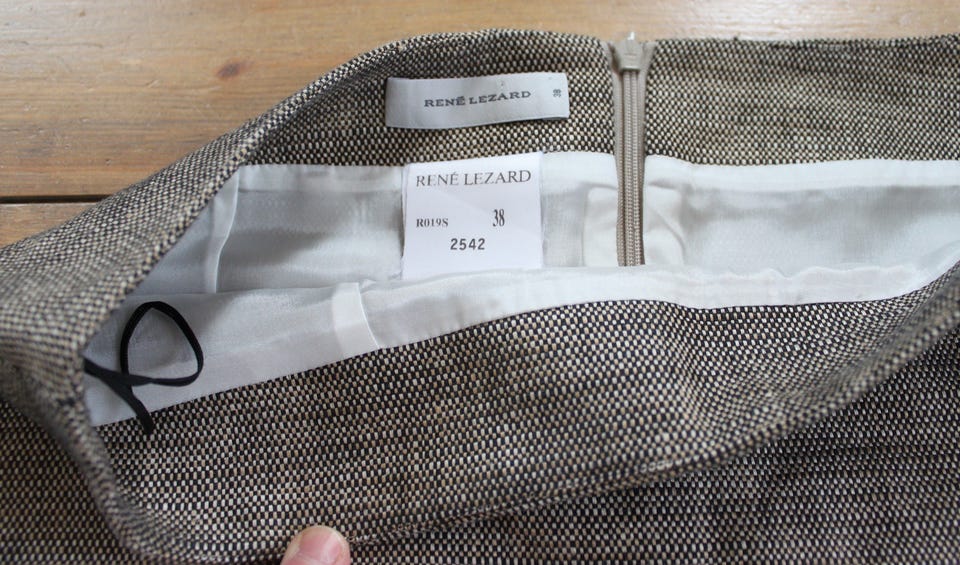 RENÉ LEZARD 38
RENÉ LEZARD
R019S 38
2542